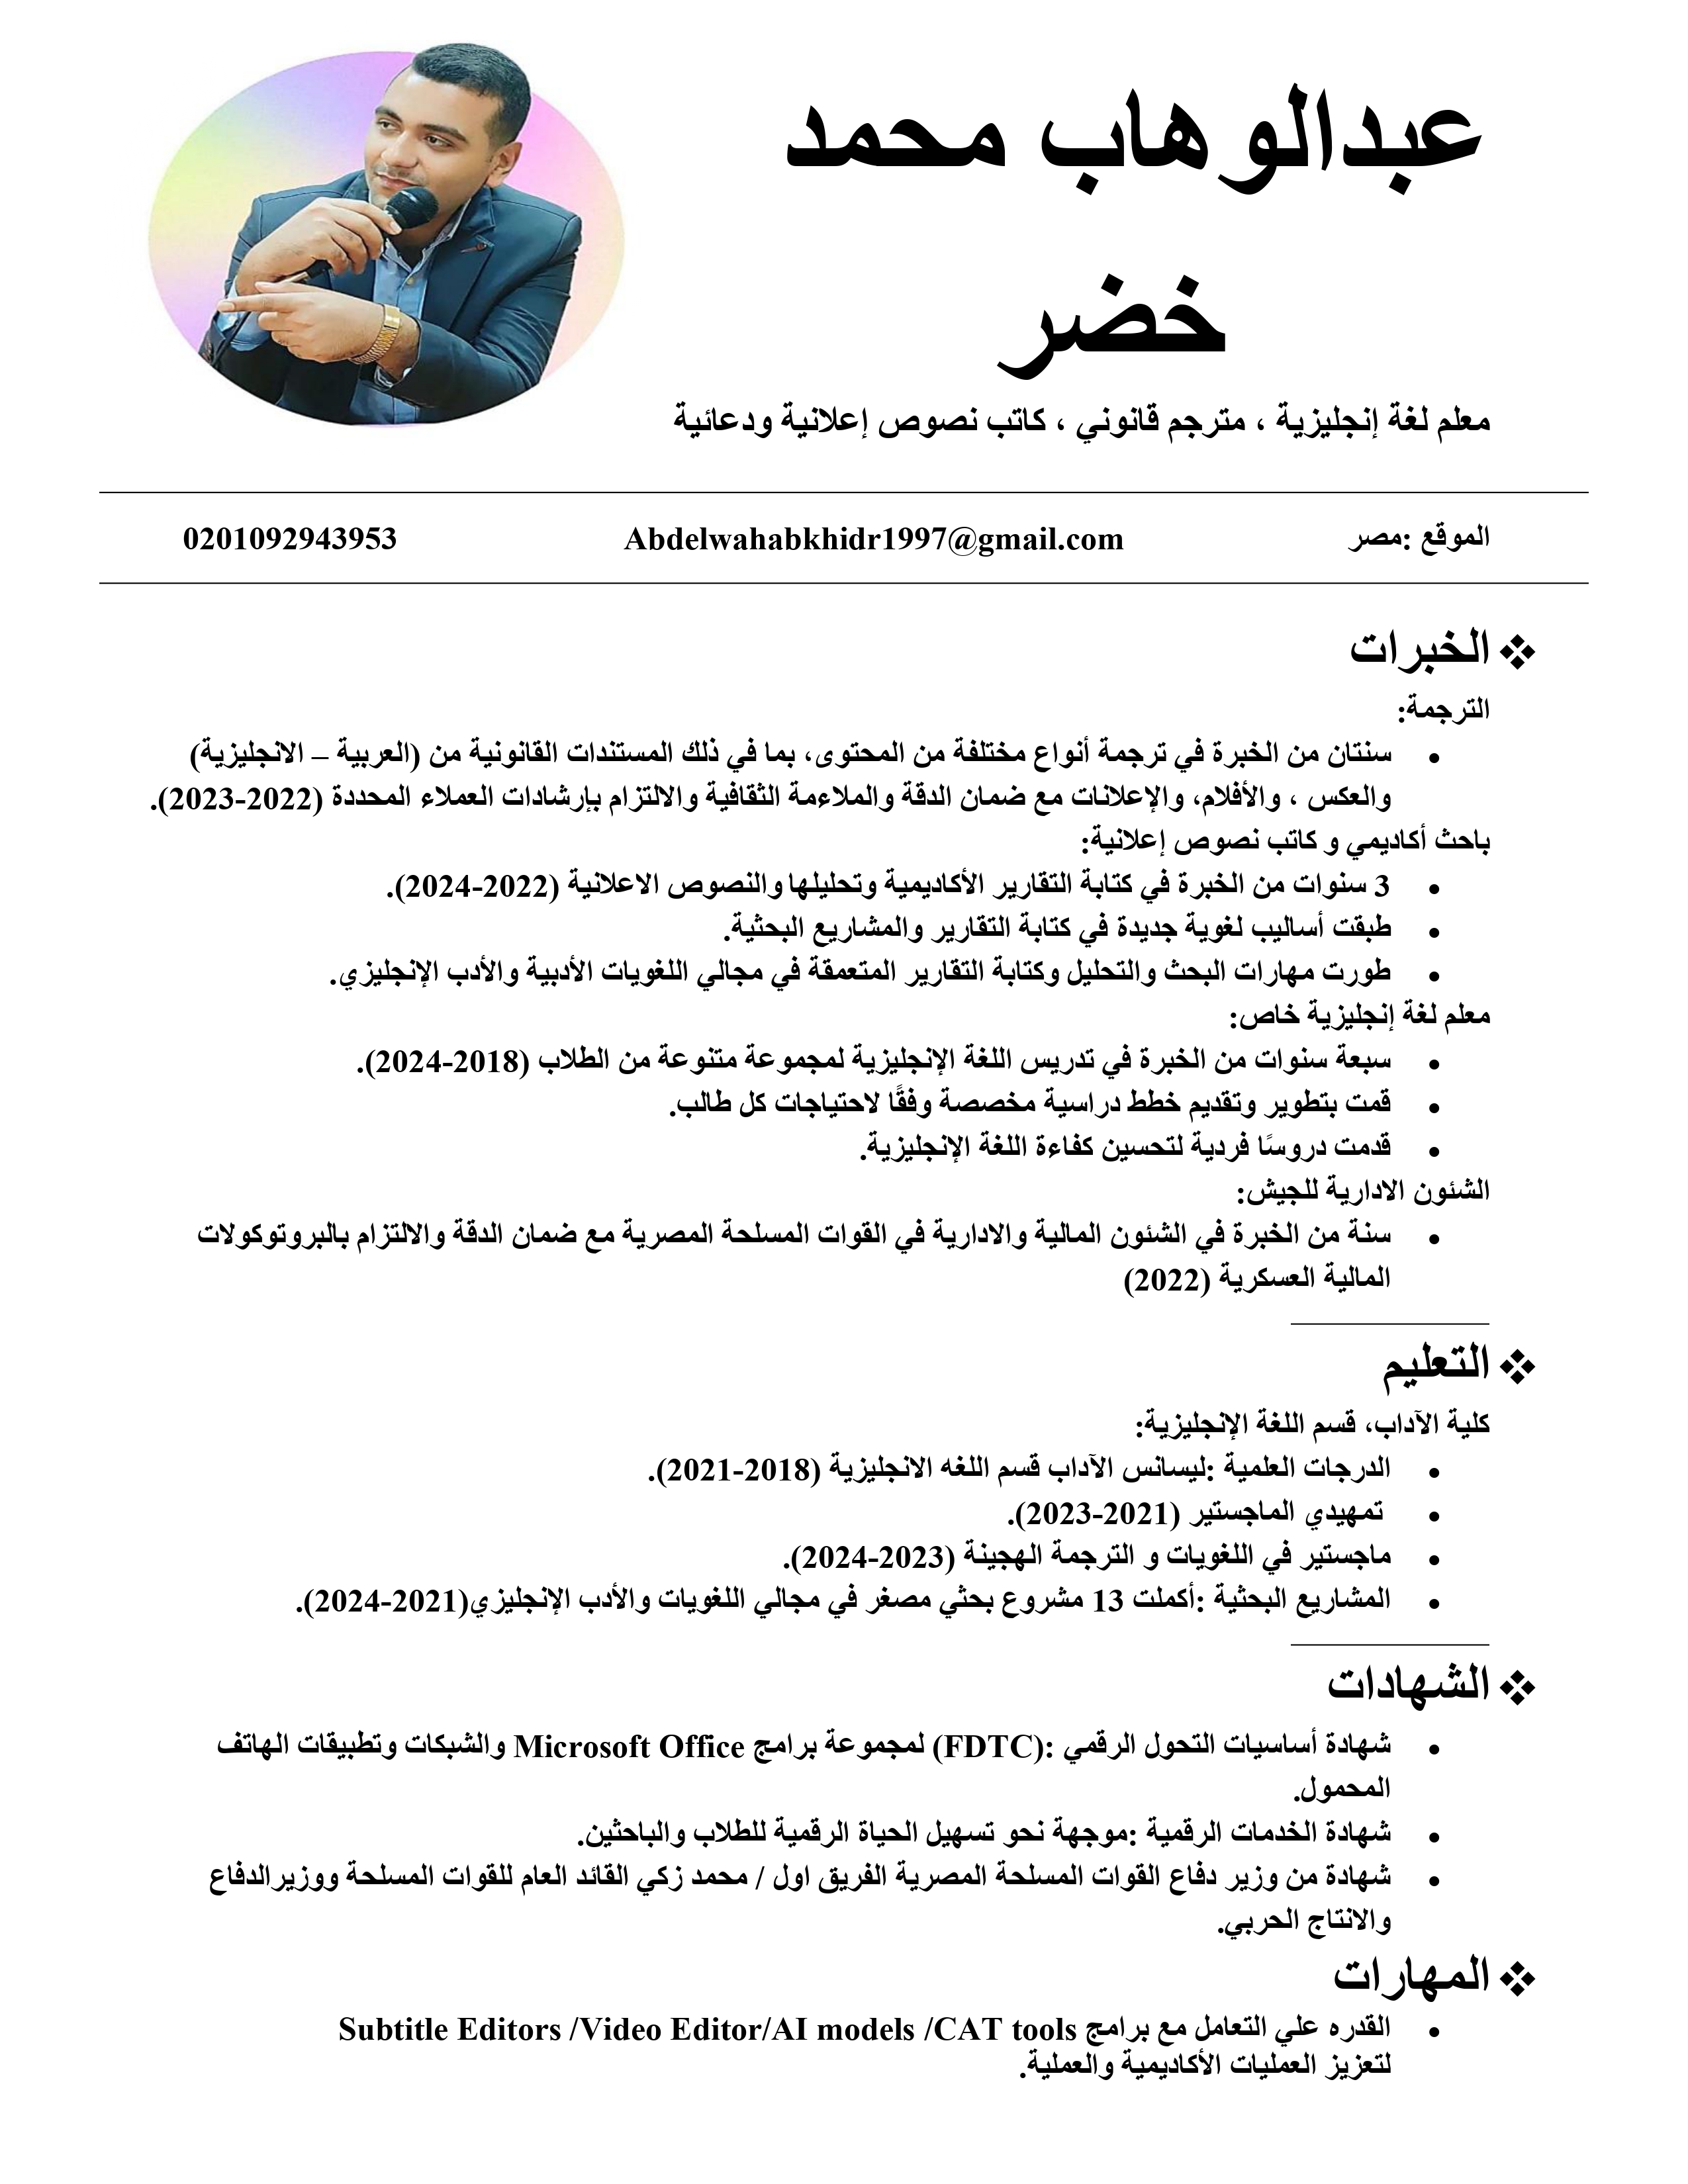 عبدالوهاب محمد
خضر
معلم لغة إنجليزية ، مترجم قانوني ، كاتب نصوص إعلانية ودعائية
الموقع :مصر Abdelwahabkhidr1997@gmail.com 0201092943953
❖ الخبرات
الترجمة:
• سنتان من الخبرة في ترجمة أنواع مختلفة من المحتوى، بما في ذلك المستندات القانونية من (العربية – الانجليزية)
والعكس ، والأفلام، والإعلانات مع ضمان الدقة والملاءمة الثقافية والالتزام بإرشادات العملاء المحددة (2022-2023).
باحث أكاديمي و كاتب نصوص إعلانية:
• 3 سنوات من الخبرة في كتابة التقارير الأكاديمية وتحليلها والنصوص الاعلانية (2022-2024).
• طبقت أساليب لغوية جديدة في كتابة التقارير والمشاريع البحثية.
• طورت مهارات البحث والتحليل وكتابة التقارير المتعمقة في مجالي اللغويات الأدبية والأدب الإنجليزي.
معلم لغة إنجليزية خاص:
• سبعة سنوات من الخبرة في تدريس اللغة الإنجليزية لمجموعة متنوعة من الطلاب (2018-2024).
• قمت بتطوير وتقديم خطط دراسية مخصصة وفقًا لاحتياجات كل طالب.
• قدمت دروسًا فردية لتحسين كفاءة اللغة الإنجليزية.
الشئون الادارية للجيش:
• سنة من الخبرة في الشئون المالية والادارية في القوات المسلحة المصرية مع ضمان الدقة والالتزام بالبروتوكولات
المالية العسكرية (2022)
❖ التعليم
كلية الآداب، قسم اللغة الإنجليزية:
• الدرجات العلمية :ليسانس الآداب قسم اللغه الانجليزية (2018-2021).
• تمهيدي الماجستير (2021-2023).
• ماجستير في اللغويات و الترجمة الهجينة (2023-2024).
• المشاريع البحثية :أكملت 13 مشروع بحثي مصغر في مجالي اللغويات والأدب الإنجليزي(2021-2024).
❖ الشهادات
• شهادة أساسيات التحول الرقمي :(FDTC) لمجموعة برامج Microsoft Office والشبكات وتطبيقات الهاتف
المحمول.
• شهادة الخدمات الرقمية :موجهة نحو تسهيل الحياة الرقمية للطلاب والباحثين.
• شهادة من وزير دفاع القوات المسلحة المصرية الفريق اول / محمد زكي القائد العام للقوات المسلحة ووزيرالدفاع
والانتاج الحربي.
❖ المهارات
• القدره علي التعامل مع برامج Subtitle Editors /Video Editor/AI models /CAT tools
لتعزيز العمليات الأكاديمية والعملية.